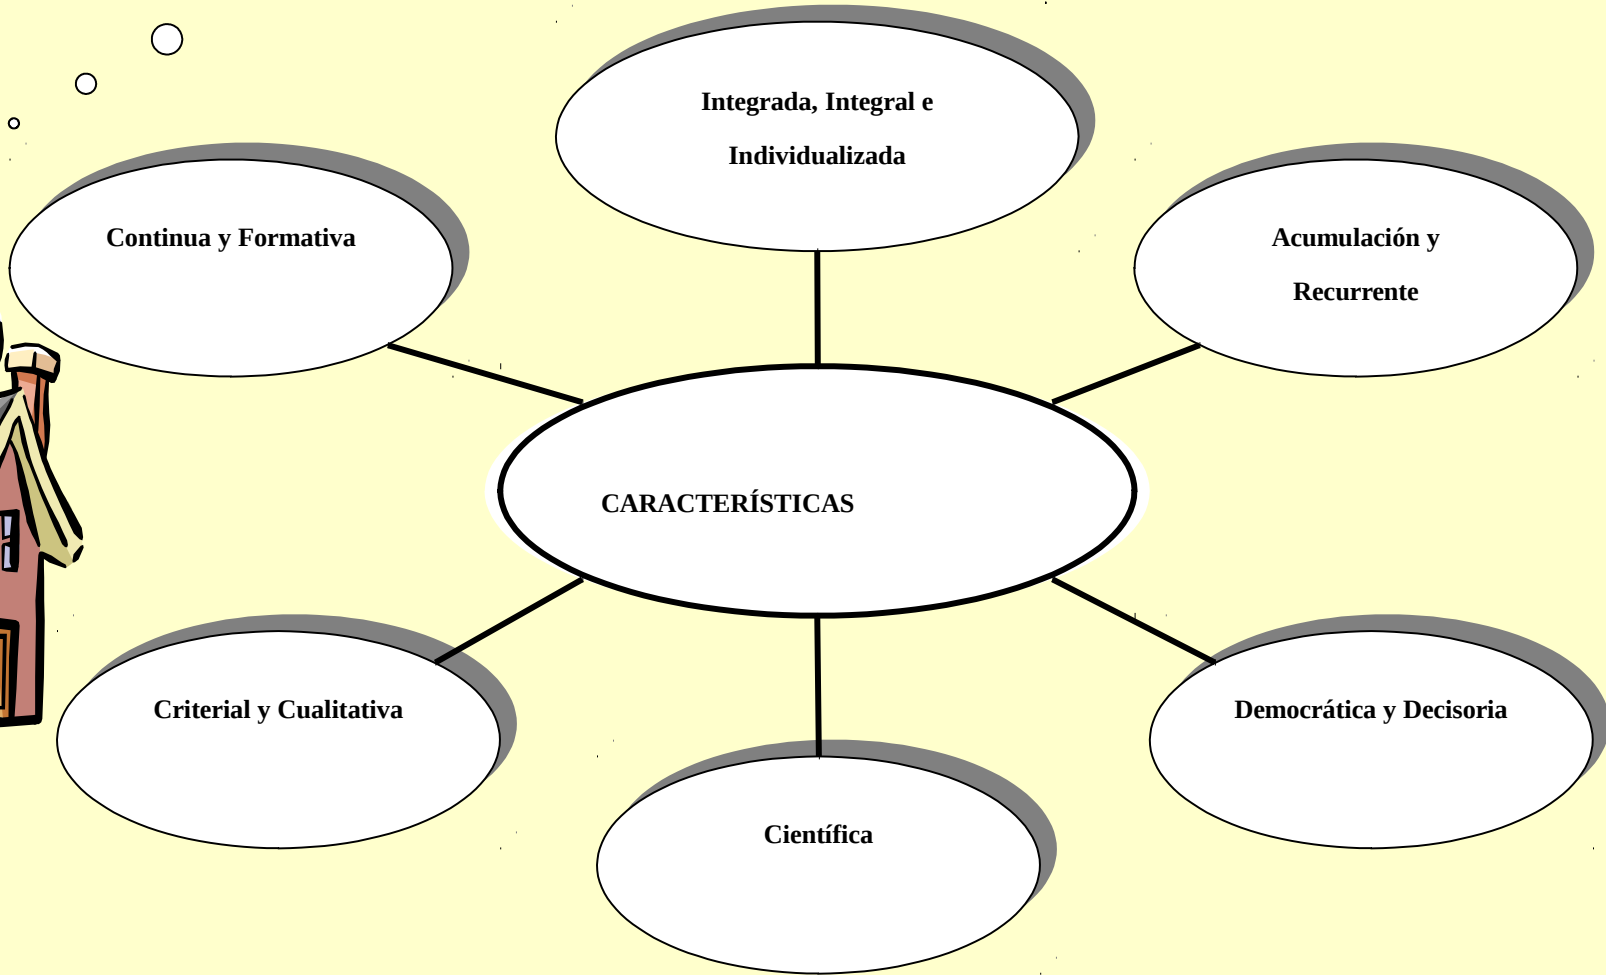 Integrada, Integral e
Individualizada
Continua y Formativa
Acumulación y
Recurrente
CARACTERÍSTICAS
Criterial y Cualitativa
Democrática y Decisoria
Científica